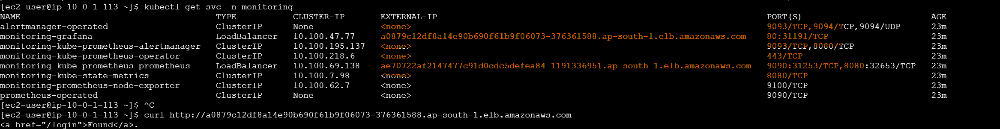 [ec2-user@ip-10-0-1-113 ~]$ kubectl get svc -n monitoring
NAME TYPE CLUSTER-IP EXTERNAL-IP PORT(S) AGE
alertmanager-operated ClusterIP None <none> 9093/TCP,9094/TCP,9094/UDP 23m
monitoring-grafana LoadBalancer 10.100.47.77 a0879c12df8a14e90b690f61b9f06073-376361588.ap-south-1.elb.amazonaws.com 80:31191/TCP 23m
monitoring-kube-prometheus-alertmanager ClusterIP 10.100.195.137 <none> 9093/TCP,8080/TCP 23m
monitoring-kube-prometheus-operator ClusterIP 10.100.218.6 <none> 443/TCP 23m
monitoring-kube-prometheus-prometheus LoadBalancer 10.100.69.138 ae70722af2147477c91d0cdc5defea84-1191336951.ap-south-1.elb.amazonaws.com 9090:31253/TCP,8080:32653/TCP 23m
monitoring-kube-state-metrics ClusterIP 10.100.7.98 <none> 8080/TCP 23m
monitoring-prometheus-node-exporter ClusterIP 10.100.62.7 <none> 9100/TCP 23m
prometheus-operated ClusterIP None <none> 9090/TCP 23m
[ec2-user@ip-10-0-1-113 ~]$ ^C
[ec2-user@ip-10-0-1-113 ~]$ curl http://a0879c12df8a14e90b690f61b9f06073-376361588.ap-south-1.elb.amazonaws.com
<a href="/login">Found</a>.